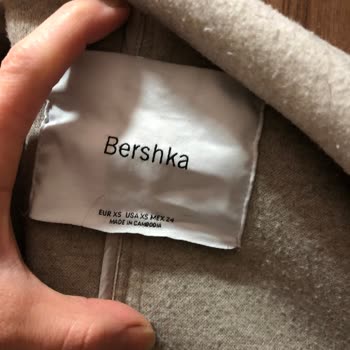 Bershka
EUR XS USA XS MEX 24
MADE IN CAMBODIA